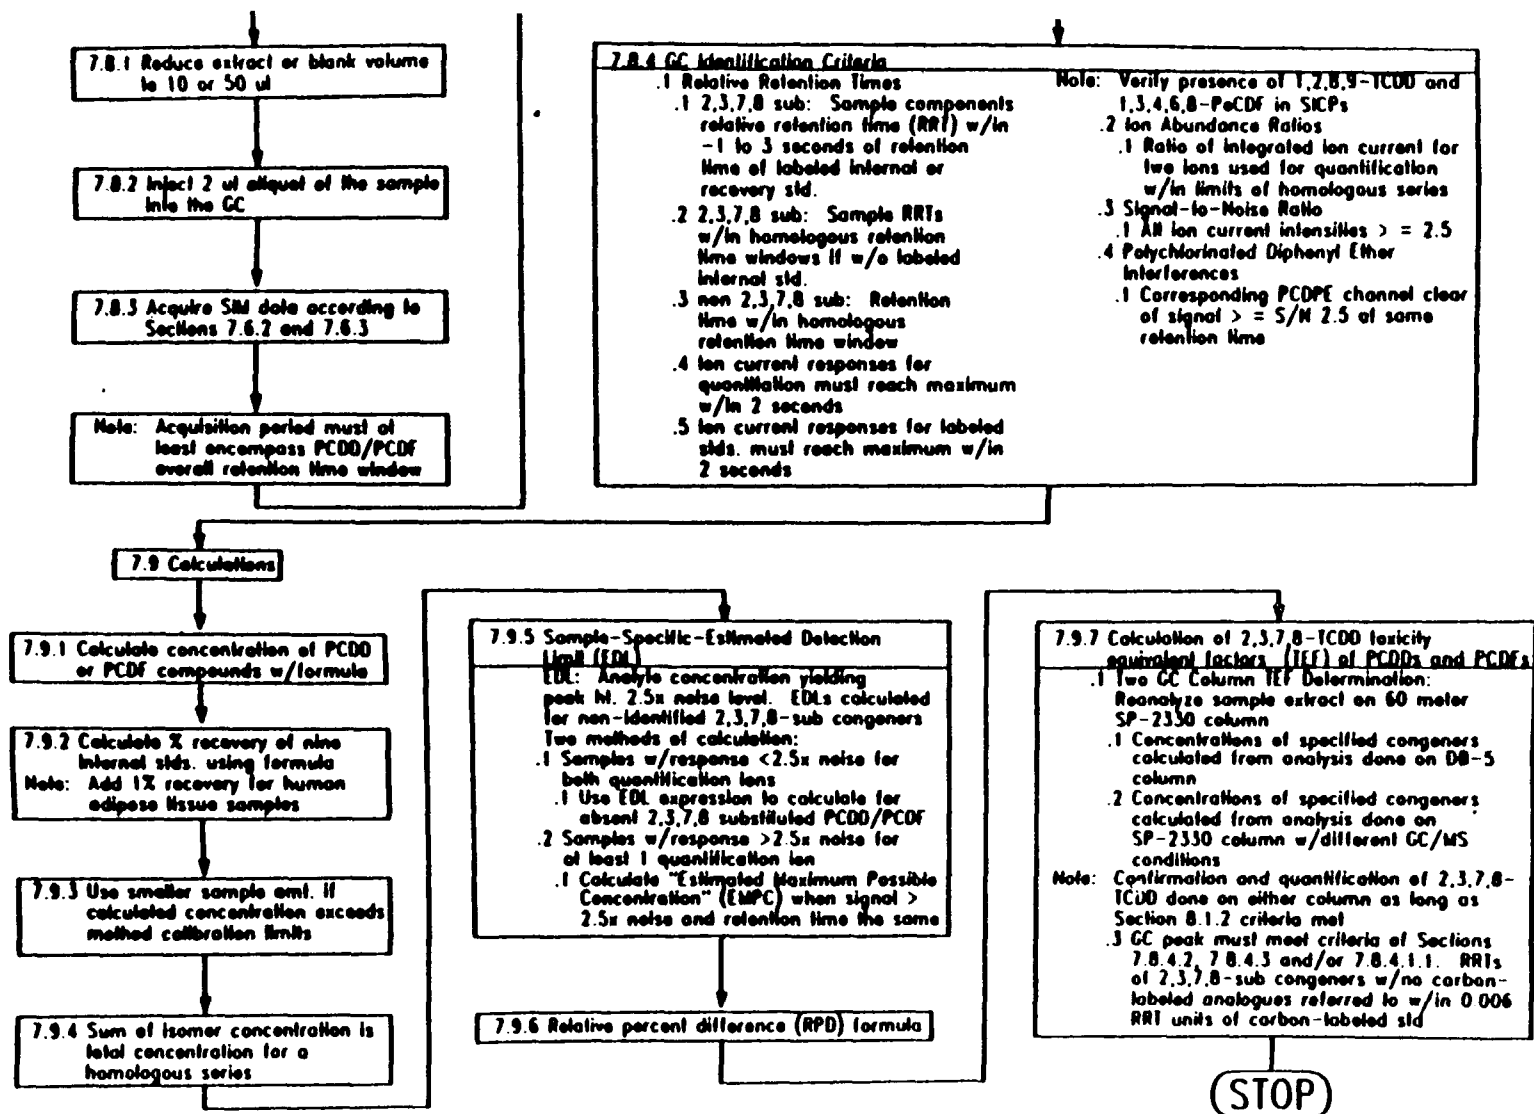 7.8.1 Reduce extract or blank volume
to 10 or 50 ul
7.8.2 Inject 2 ul aliquot of the sample
into the GC
7.8.3 Acquire SIM data according to
Sections 7.6.2 and 7.6.3
Note: Acquisition period must at
least encompass PCDD/PCDF
overall retention time window
7.8.4 GC Identification Criteria
.1 Relative Retention Times
.1 2,3,7,8 sub: Sample components
relative retention time (RRT) w/in
-1 to 3 seconds of retention
time of labeled internal or
recovery std.
.2 2,3,7,8 sub: Sample RRTs
w/in homologous retention
time windows if w/o labeled
internal std.
.3 non 2,3,7,8 sub: Retention
time w/in homologous
retention time window
.4 Ion current responses for
quantitation must reach maximum
w/in 2 seconds
.5 Ion current responses for labeled
stds. must reach maximum w/in
2 seconds
Note: Verify presence of 1,2,8,9-TCDD and
1,3,4,6,8-PeCDF in SICPs
.2 Ion Abundance Ratios
.1 Ratio of integrated ion current for
two ions used for quantification
w/in limits of homologous series
.3 Signal-to-Noise Ratio
.1 All ion current intensities > = 2.5
.4 Polychlorinated Diphenyl Ether
Interferences
.1 Corresponding PCDPE channel clear
of signal > = S/N 2.5 at same
retention time
7.9 Calculations
7.9.1 Calculate concentration of PCDD
or PCDF compounds w/formula
7.9.2 Calculate % recovery of nine
internal stds. using formula
Note: Add 1% recovery for human
adipose tissue samples
7.9.3 Use smaller sample amt. if
calculated concentration exceeds
method calibration limits
7.9.4 Sum of isomer concentration is
total concentration for a
homologous series
7.9.5 Sample-Specific-Estimated Detection
Limit (EDL)
EDL: Analyte concentration yielding
peak ht. 2.5x noise level. EDLs calculated
for non-identified 2,3,7,8-sub congeners
Two methods of calculation:
.1 Samples w/response <2.5x noise for
both quantification ions
.1 Use EDL expression to calculate for
absent 2,3,7,8 substituted PCDD/PCDF
.2 Samples w/response >2.5x noise for
at least 1 quantification ion
.1 Calculate "Estimated Maximum Possible
Concentration" (EMPC) when signal >
2.5x noise and retention time the same
7.9.6 Relative percent difference (RPD) formula
7.9.7 Calculation of 2,3,7,8-TCDD toxicity
equivalent factors (TEF) of PCDDs and PCDFs
.1 Two GC Column TEF Determination:
Reanalyze sample extract on 60 meter
SP-2330 column
.1 Concentrations of specified congeners
calculated from analysis done on DB-5
column
.2 Concentrations of specified congeners
calculated from analysis done on
SP-2330 column w/different GC/MS
conditions
Note: Confirmation and quantification of 2,3,7,8-
TCDD done on either column as long as
Section 8.1.2 criteria met
.3 GC peak must meet criteria of Sections
7.8.4.2, 7.8.4.3 and/or 7.8.4.1.1. RRTs
of 2,3,7,8-sub congeners w/no carbon-
labeled analogues referred to w/in 0.006
RRT units of carbon-labeled std
STOP